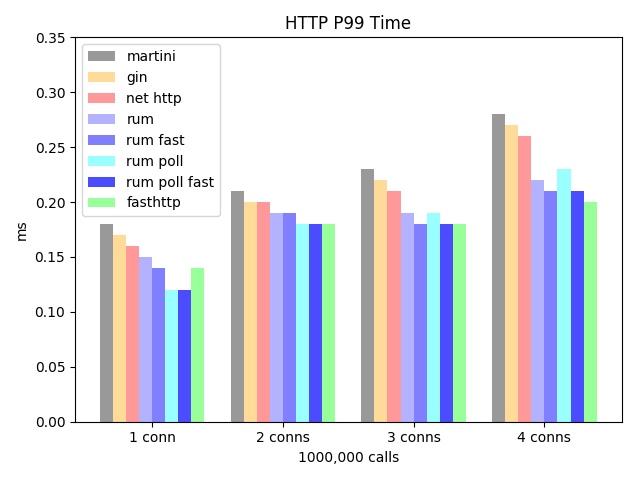 HTTP P99 Time
ms
0.35
0.30
0.25
0.20
0.15
0.10
0.05
0.00
martini
gin
net http
rum
rum fast
rum poll
rum poll fast
fasthttp
1 conn
2 conns
3 conns
4 conns
1000,000 calls